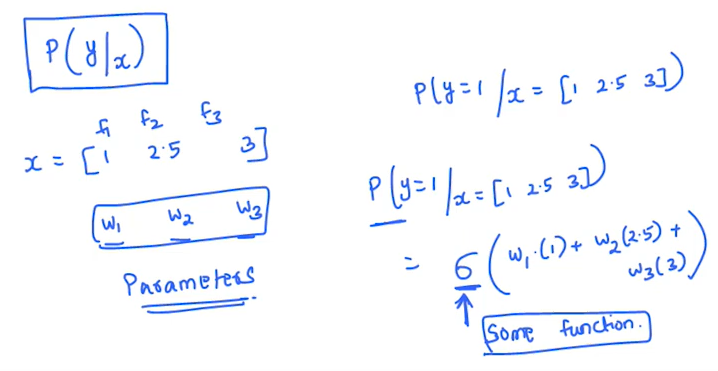 P(y|x)
f1 f2 f3
x = [1 2.5 3]
w1 w2 w3
Parameters
P(y=1/x = [1 2.5 3])
P(y=1/x=[1 2.5 3])
= σ(w1·(1) + w2(2.5) +
w3(3))
Some function.